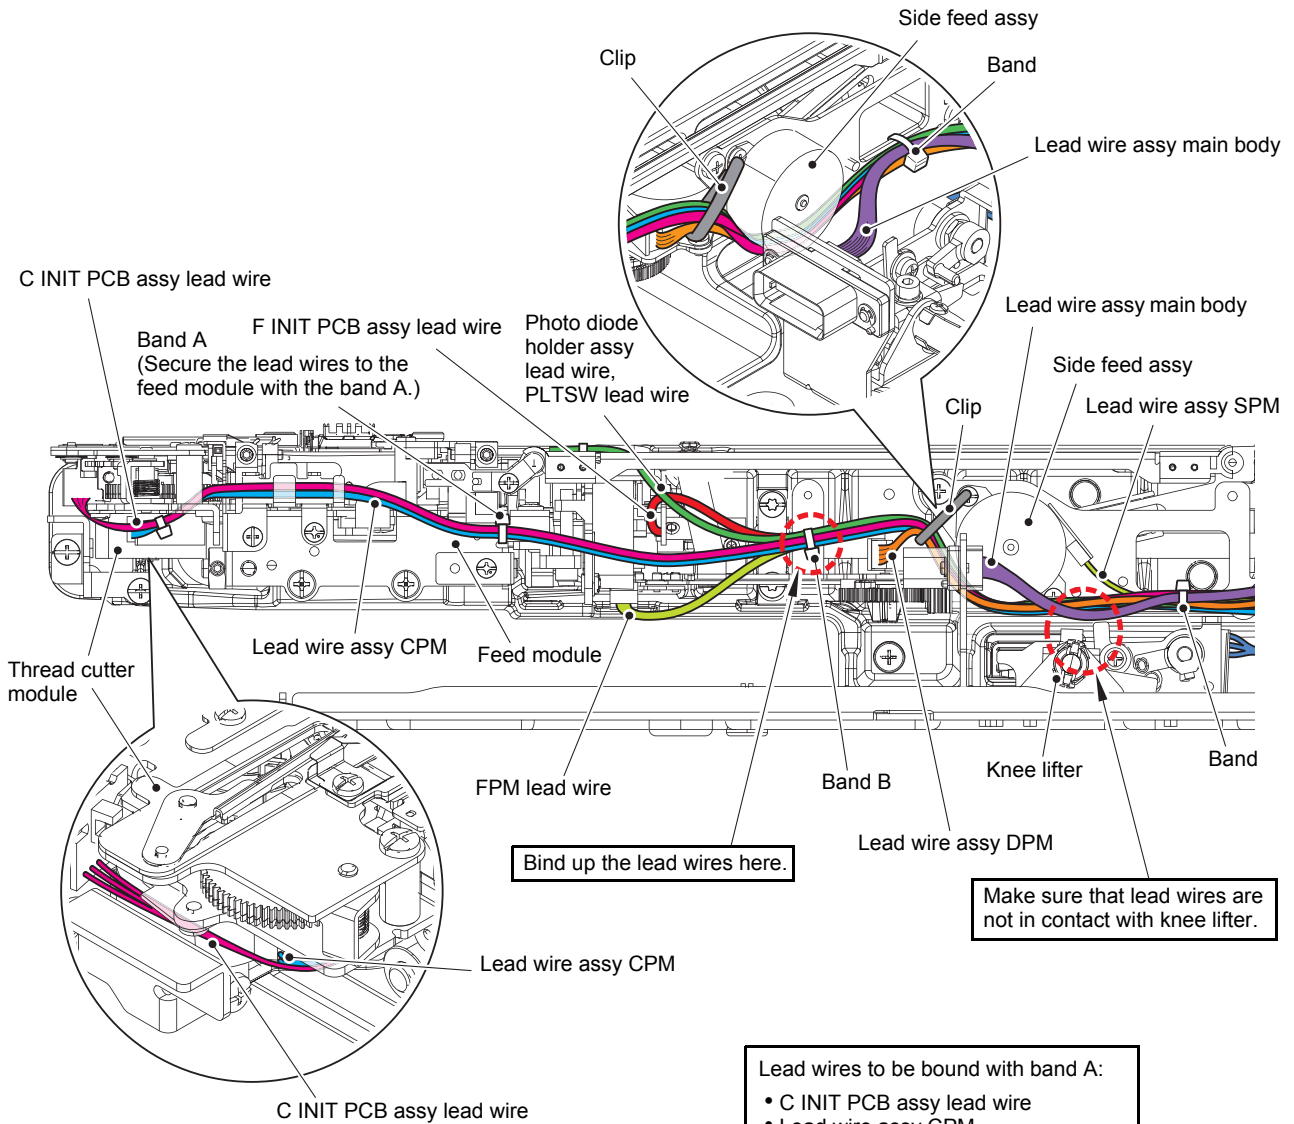 Side feed assy
Clip
Band
Lead wire assy main body
C INIT PCB assy lead wire
Band A
(Secure the lead wires to the
feed module with the band A.)
F INIT PCB assy lead wire
Photo diode
holder assy
lead wire,
PLTSW lead wire
Lead wire assy main body
Side feed assy
Clip
Lead wire assy SPM
Lead wire assy CPM
Feed module
Thread cutter
module
FPM lead wire
Band B
Knee lifter
Band
Lead wire assy DPM
Bind up the lead wires here.
Make sure that lead wires are
not in contact with knee lifter.
Lead wire assy CPM
C INIT PCB assy lead wire
Lead wires to be bound with band A:
• C INIT PCB assy lead wire
• Lead wire assy CPM